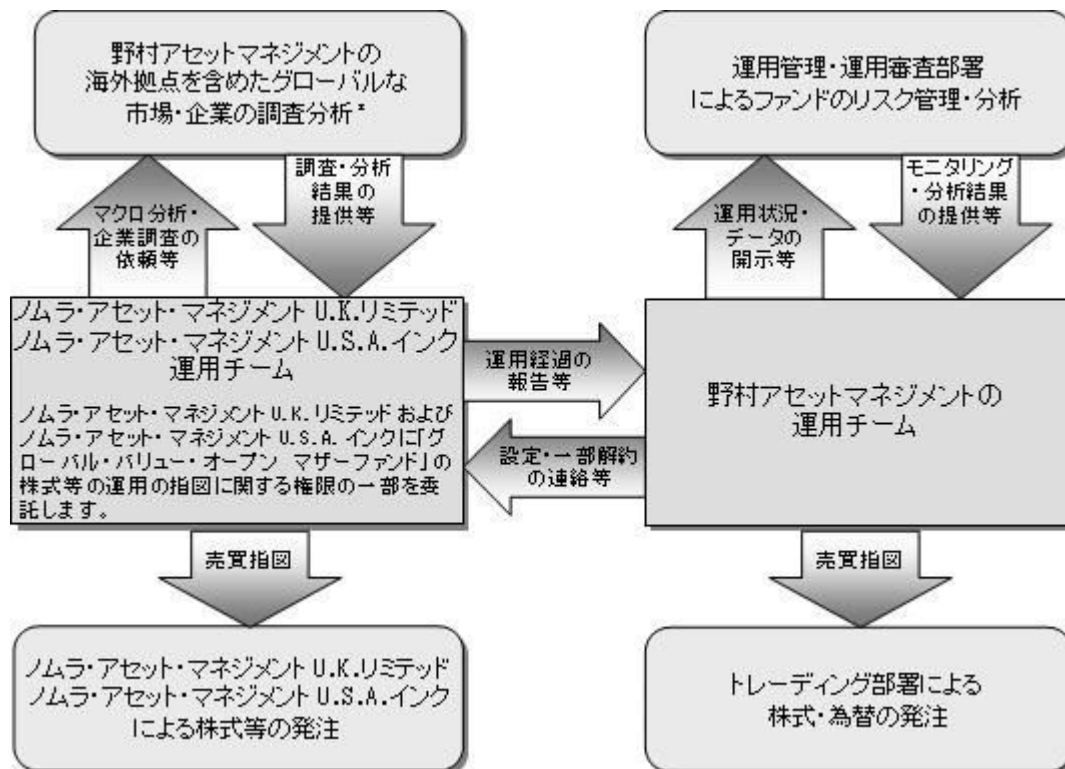 野村アセットマネジメントの
海外拠点を含めたグローバルな
市場・企業の調査分析*
運用管理・運用審査部署
によるファンドのリスク管理・分析
マクロ分析・
企業調査の
依頼等
調査・分析
結果の
提供等
運用状況・
データの
開示等
モニタリング
・分析結果
の提供等
ノムラ・アセット・マネジメント U.K.リミテッド
ノムラ・アセット・マネジメント U.S.A.インク
運用チーム
ノムラ・アセット・マネジメント U.K.リミテッドおよび
ノムラ・アセット・マネジメント U.S.A.インクに「グ
ローバル・バリュー・オープン マザーファンド」の
株式等の運用の指図に関する権限の一部を委
託します。
運用経過の
報告等
設定・一部解約
の連絡等
野村アセットマネジメントの
運用チーム
売買指図
売買指図
ノムラ・アセット・マネジメント U.K.リミテッド
ノムラ・アセット・マネジメント U.S.A.インク
による株式等の発注
トレーディング部署による
株式・為替の発注